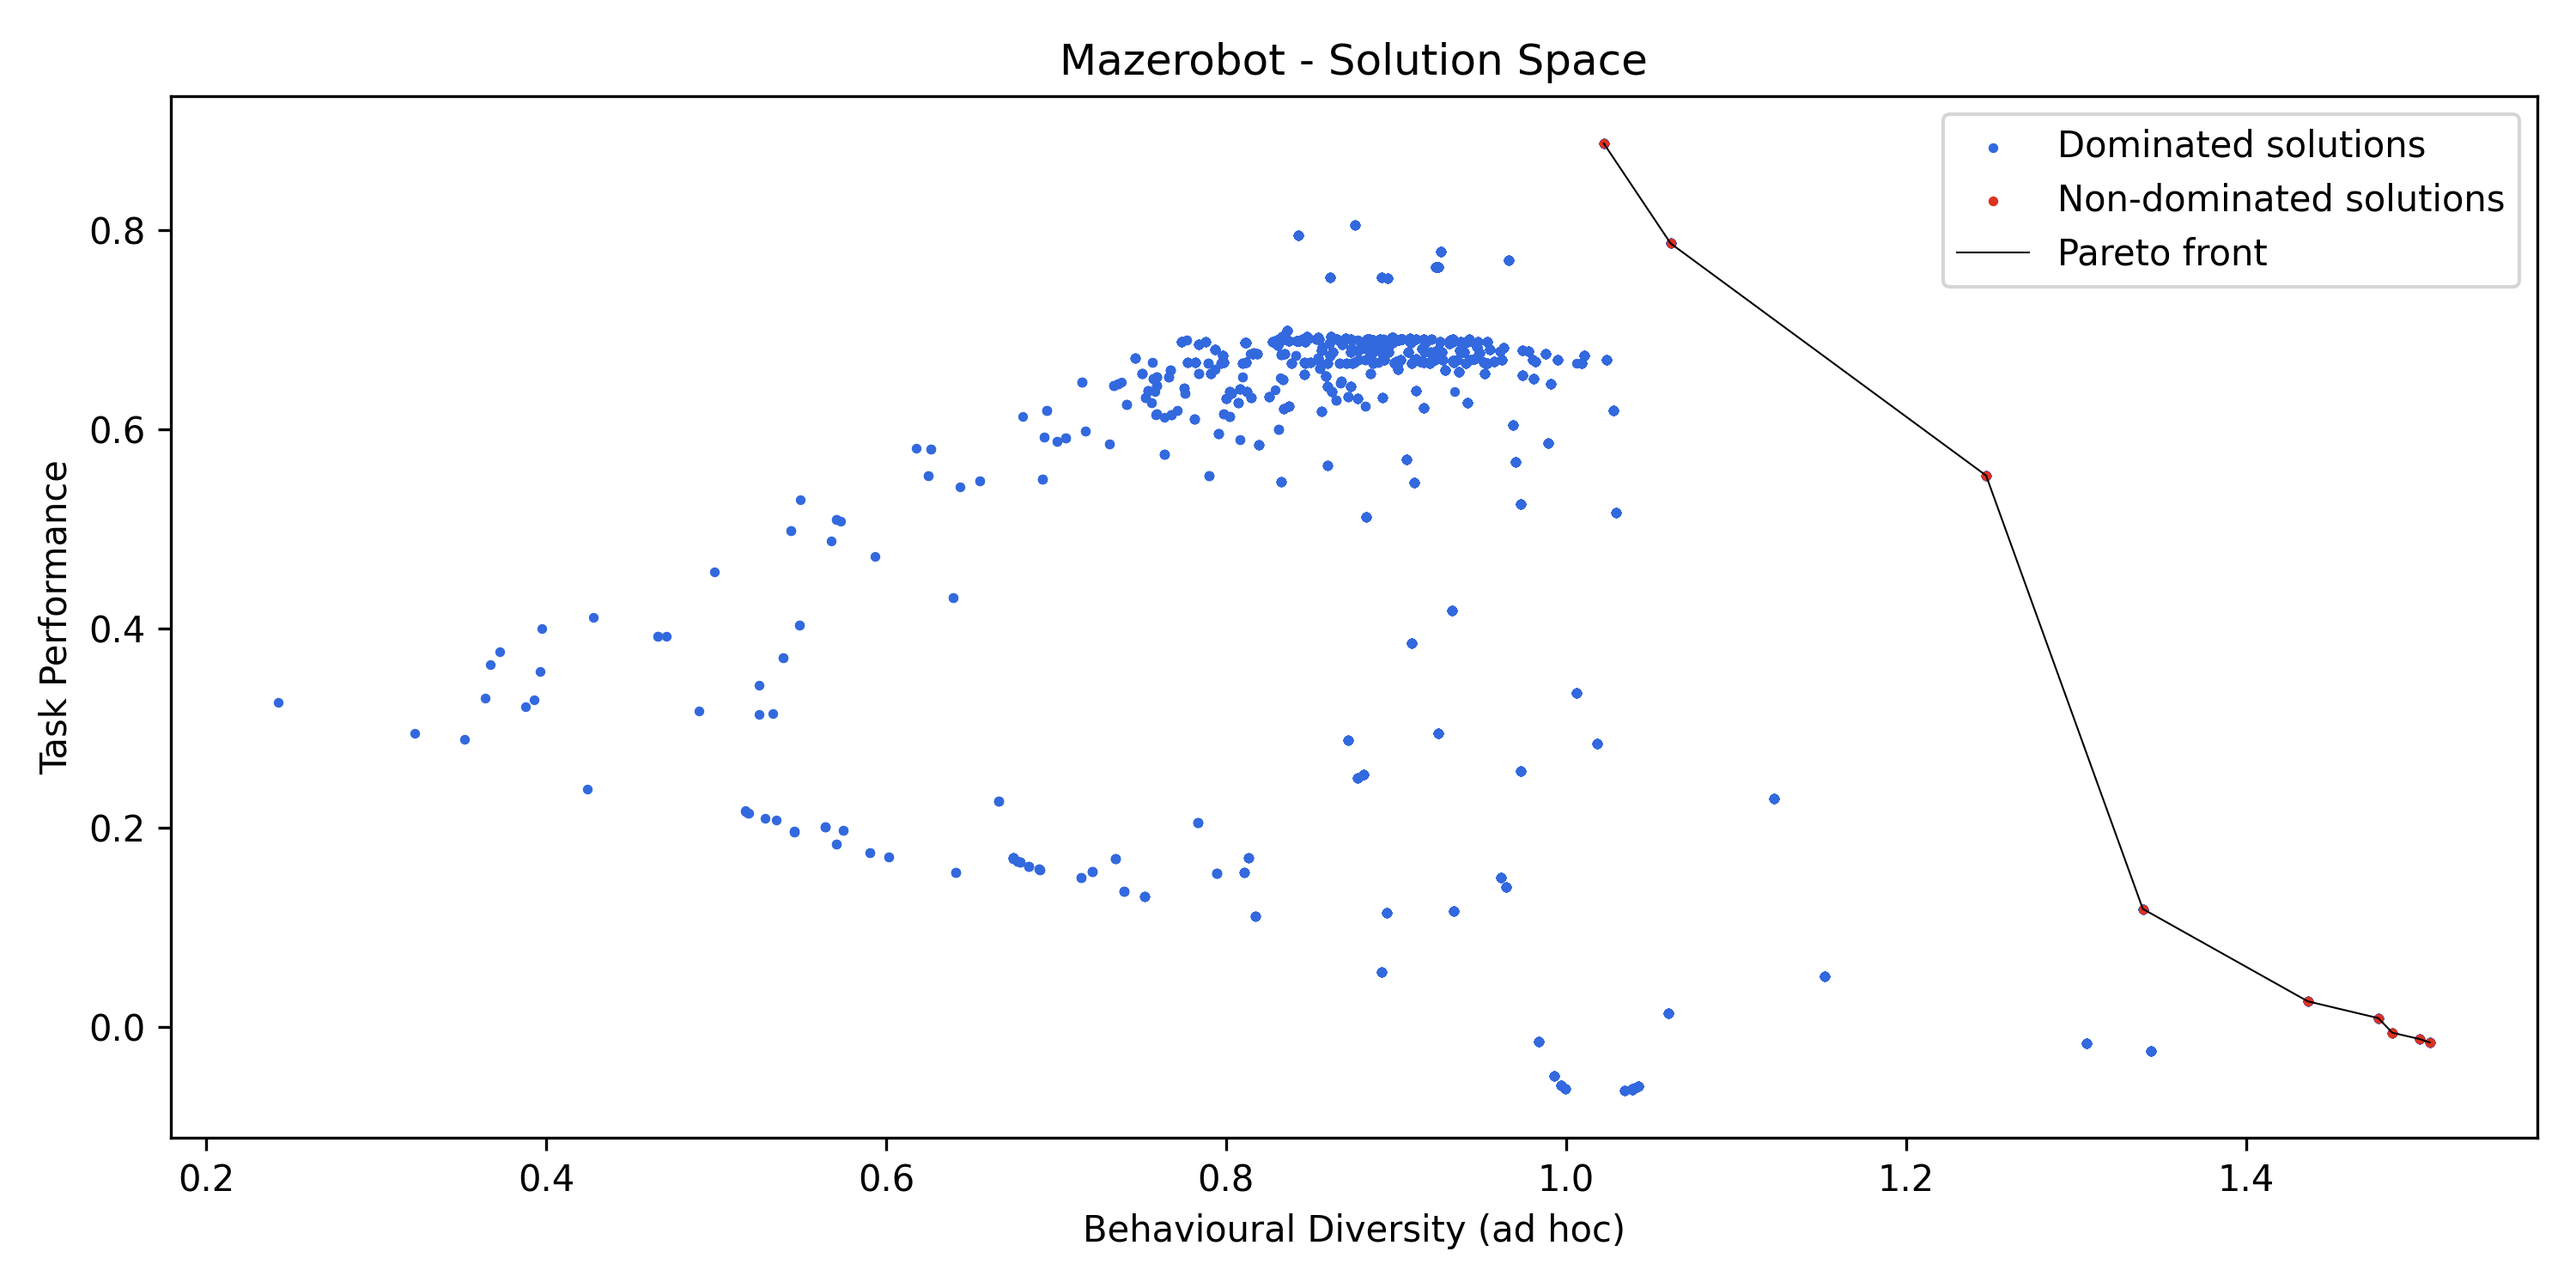 Mazerobot - Solution Space
Dominated solutions
Non-dominated solutions
Pareto front
Task Performance
0.8
0.6
0.4
0.2
0.0
0.2 0.4 0.6 0.8 1.0 1.2 1.4
Behavioural Diversity (ad hoc)